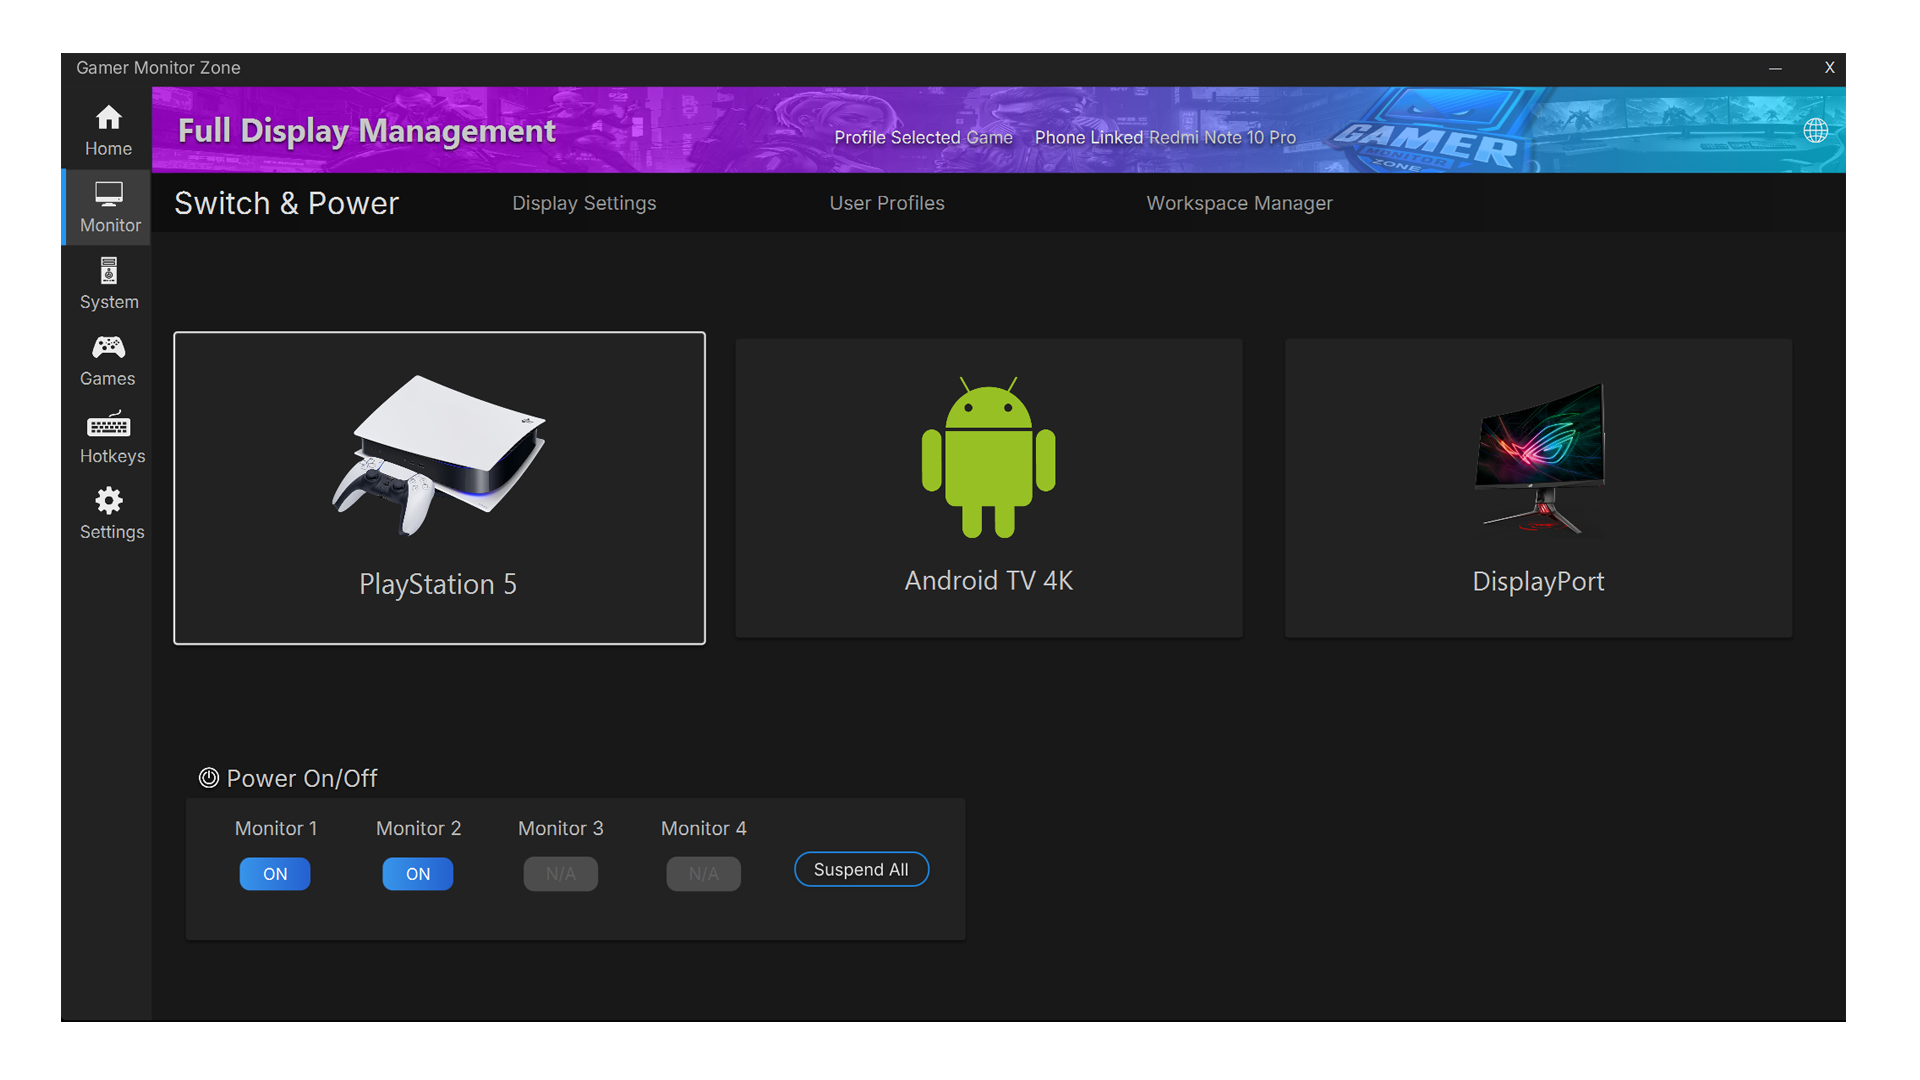 Gamer Monitor Zone
X
Home
Full Display Management
Profile Selected Game Phone Linked Redmi Note 10 Pro
GAMER
MONITOR
ZONE
Monitor
Switch & Power
Display Settings
User Profiles
Workspace Manager
System
Games
Hotkeys
Settings
PlayStation 5
Android TV 4K
DisplayPort
Power On/Off
Monitor 1
Monitor 2
Monitor 3
Monitor 4
ON
ON
N/A
N/A
Suspend All